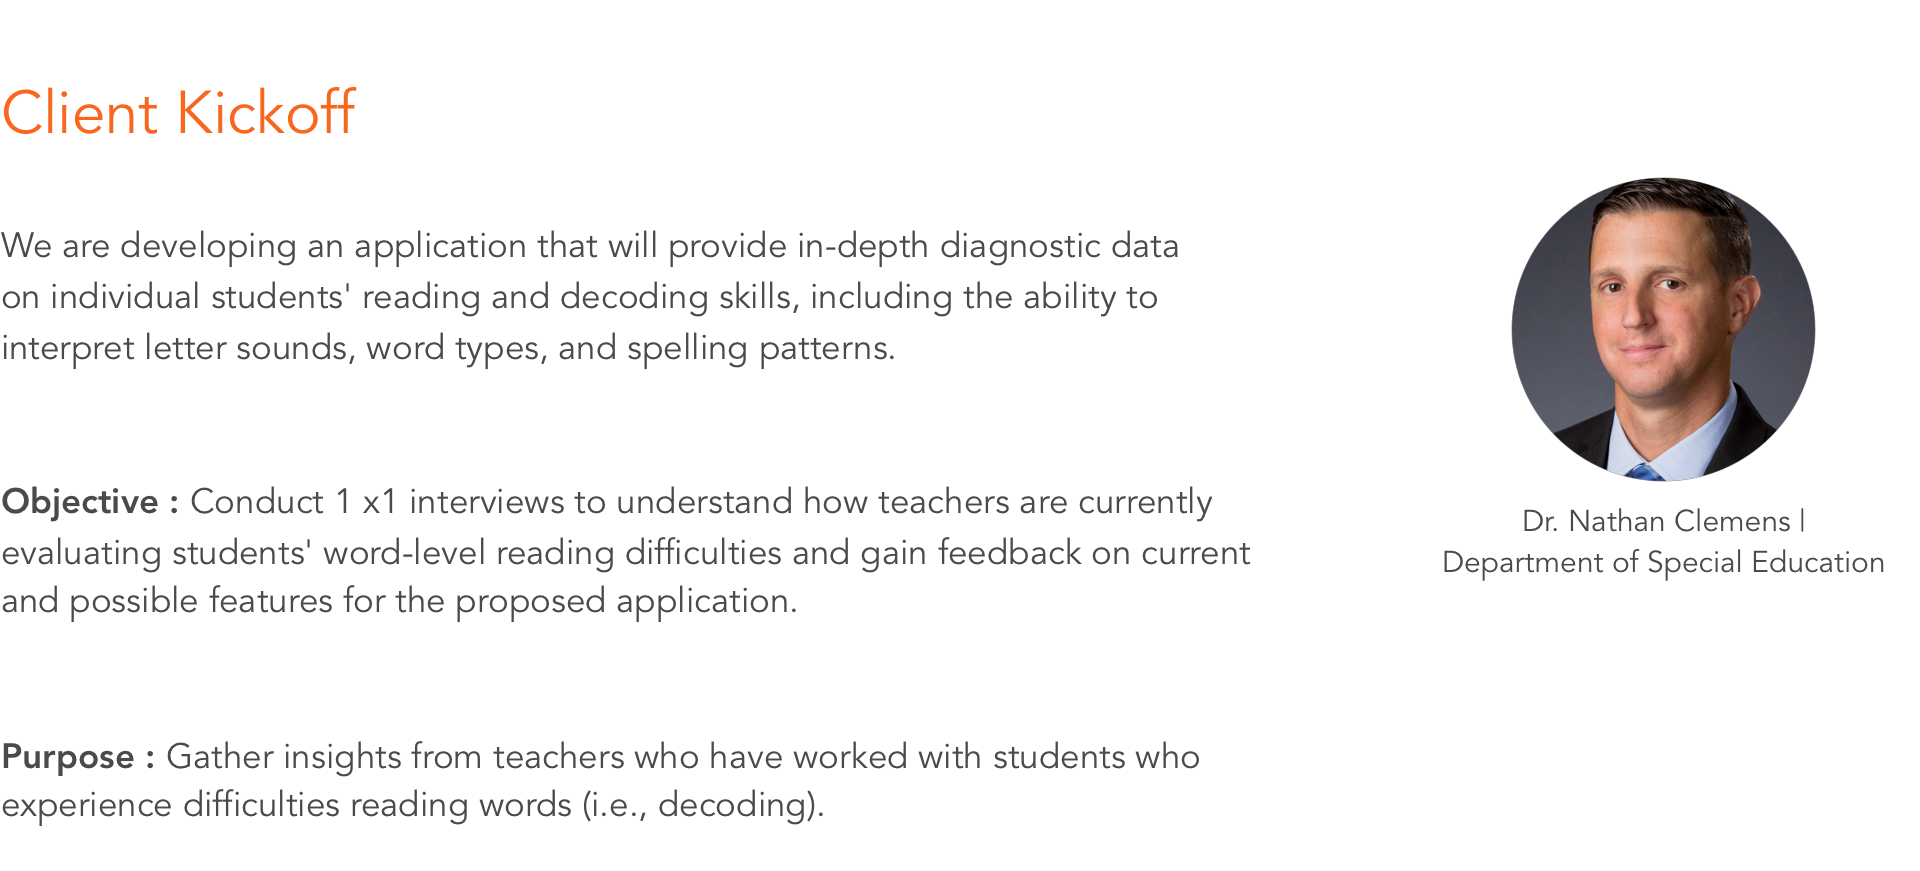 Client Kickoff
We are developing an application that will provide in-depth diagnostic data
on individual students' reading and decoding skills, including the ability to
interpret letter sounds, word types, and spelling patterns.
Objective : Conduct 1 x1 interviews to understand how teachers are currently
evaluating students' word-level reading difficulties and gain feedback on current
and possible features for the proposed application.
Purpose : Gather insights from teachers who have worked with students who
experience difficulties reading words (i.e., decoding).
Dr. Nathan Clemens |
Department of Special Education